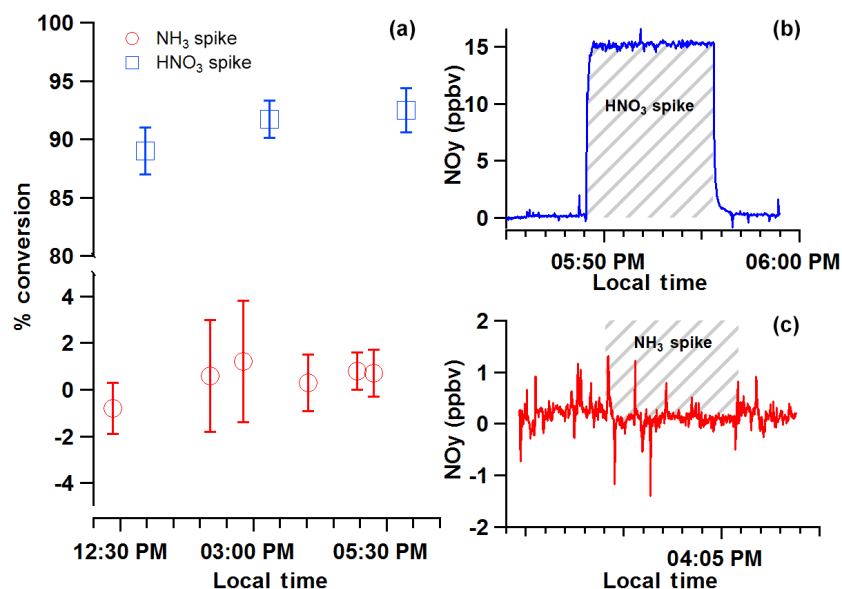 (a)
NH₃ spike
HNO₃ spike
% conversion
100
95
90
85
80
4
2
0
-2
-4
12:30 PM 03:00 PM 05:30 PM
Local time
(b)
NOy (ppbv)
15
10
5
0
HNO₃ spike
05:50 PM 06:00 PM
Local time
(c)
NOy (ppbv)
2
1
0
-1
-2
NH₃ spike
04:05 PM
Local time